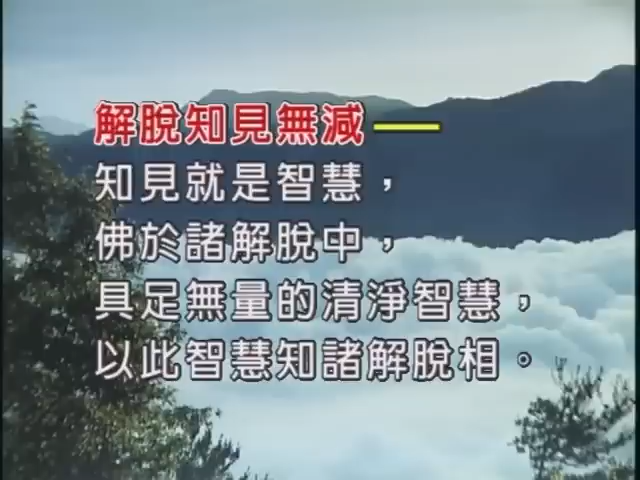 解脫知見無減——
知見就是智慧，
佛於諸解脫中，
具足無量的清淨智慧，
以此智慧知諸解脫相。